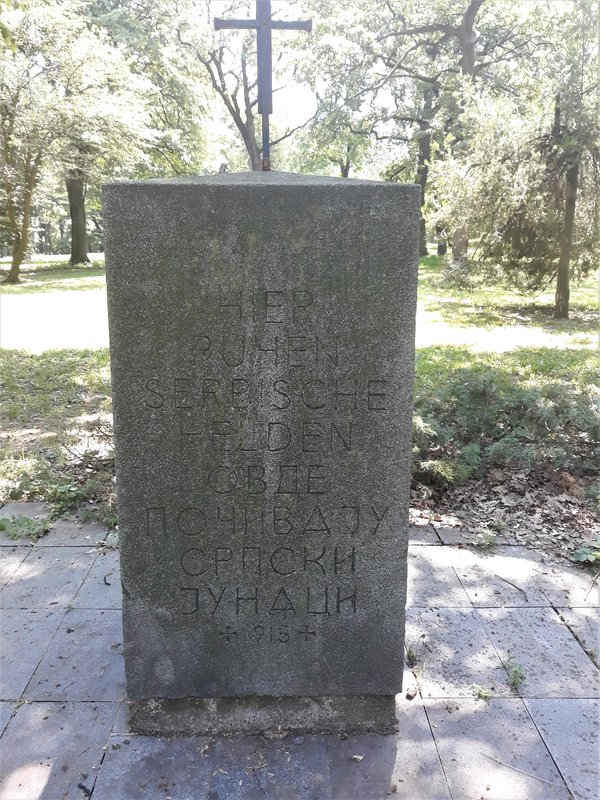 HIER
RUHEN
SERBISCHE
HELDEN
ОВДЕ
ПОЧИВАЈУ
СРПСКИ
ЈУНАЦИ
1915